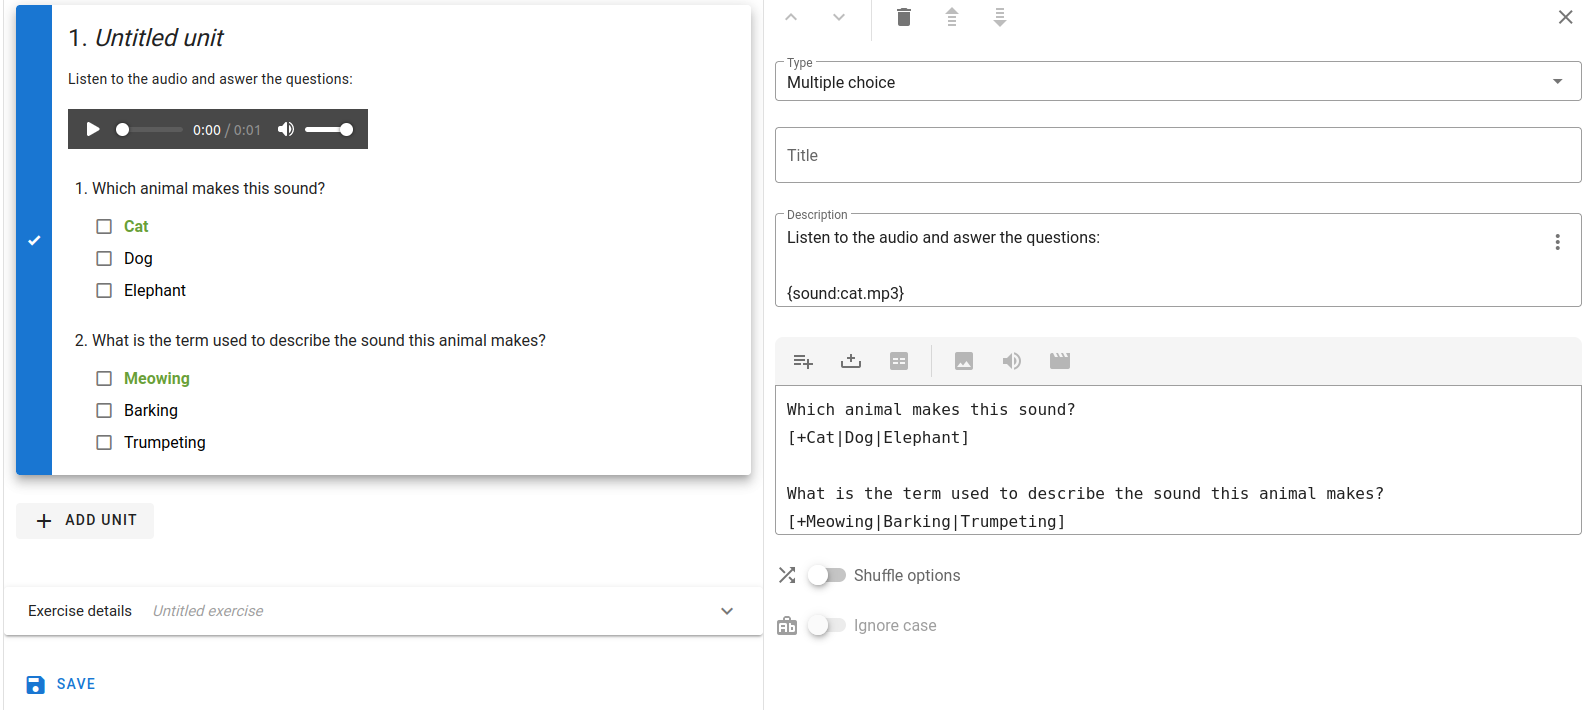 1. Untitled unit
Listen to the audio and aswer the questions:
0:00 / 0:01
1. Which animal makes this sound?
Cat
Dog
Elephant
2. What is the term used to describe the sound this animal makes?
Meowing
Barking
Trumpeting
ADD UNIT
Exercise details Untitled exercise
SAVE
Type
Multiple choice
Title
Description
Listen to the audio and aswer the questions:
{sound:cat.mp3}
Which animal makes this sound?
[+Cat|Dog|Elephant]
What is the term used to describe the sound this animal makes?
[+Meowing|Barking|Trumpeting]
Shuffle options
Ab Ignore case